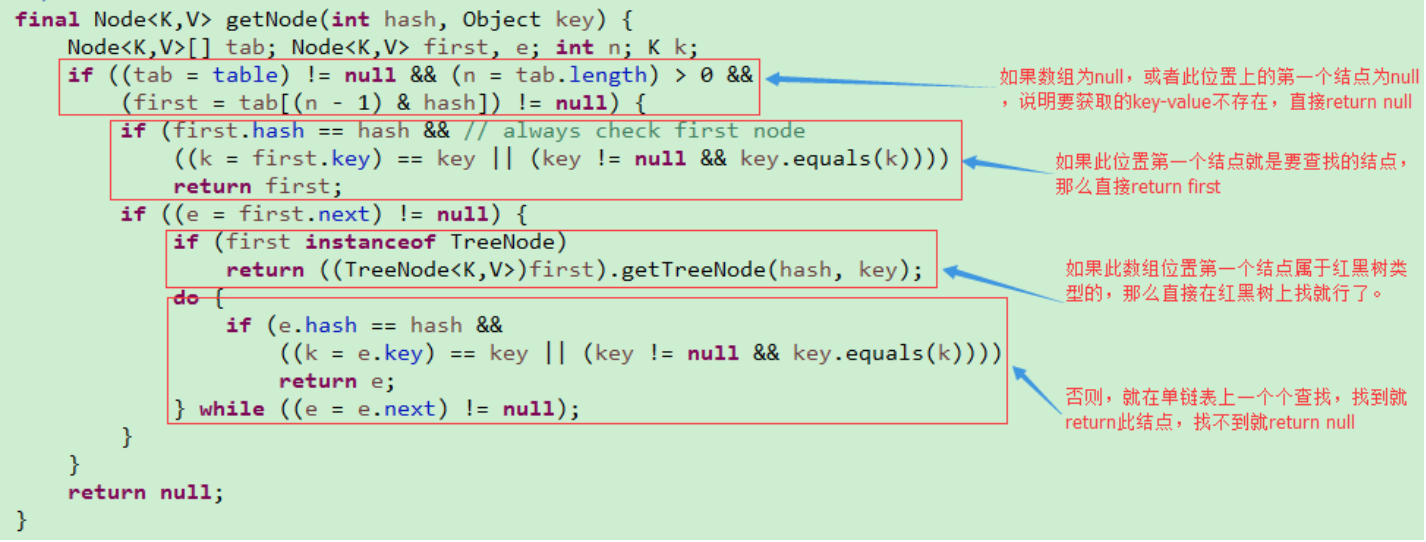 final Node<K,V> getNode(int hash, Object key) {
    Node<K,V>[] tab; Node<K,V> first, e; int n; K k;
    if ((tab = table) != null && (n = tab.length) > 0 &&
        (first = tab[(n - 1) & hash]) != null) {
如果数组为null，或者此位置上的第一个结点为null
，说明要获取的key-value不存在，直接return null
        if (first.hash == hash && // always check first node
            ((k = first.key) == key || (key != null && key.equals(k))))
            return first;
如果此位置第一个结点就是要查找的结点，
那么直接return first
        if ((e = first.next) != null) {
            if (first instanceof TreeNode)
                return ((TreeNode<K,V>)first).getTreeNode(hash, key);
如果此数组位置第一个结点属于红黑树类
型的，那么直接在红黑树上找就行了。
            do {
                if (e.hash == hash &&
                    ((k = e.key) == key || (key != null && key.equals(k))))
                    return e;
            } while ((e = e.next) != null);
否则，就在单链表上一个个查找，找到就
return此结点，找不到就return null
        }
    }
    return null;
}